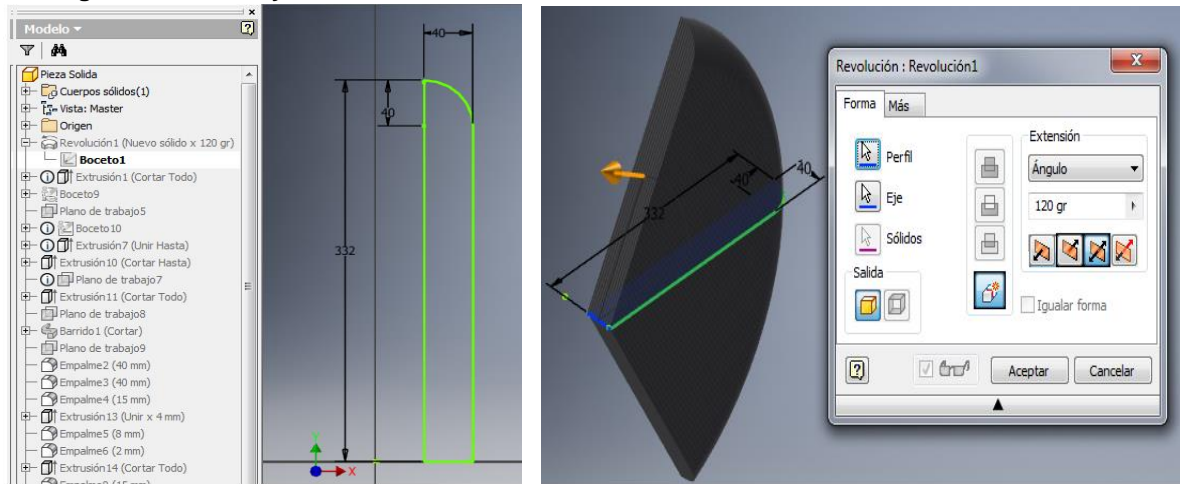 Modelo
Pieza Solida
Cuerpos sólidos(1)
Vista: Master
Origen
Revolución1 (Nuevo sólido x 120 gr)
Boceto1
Extrusión1 (Cortar Todo)
Boceto9
Plano de trabajo5
Boceto10
Extrusión7 (Unir Hasta)
Extrusión10 (Cortar Hasta)
Plano de trabajo7
Extrusión11 (Cortar Todo)
Plano de trabajo8
Barrido1 (Cortar)
Plano de trabajo9
Empalme2 (40 mm)
Empalme3 (40 mm)
Empalme4 (15 mm)
Extrusión13 (Unir x 4 mm)
Empalme5 (8 mm)
Empalme6 (2 mm)
Extrusión14 (Cortar Todo)
40
40
332
Y
X
332
40
40
Revolución : Revolución1
Forma
Más
Perfil
Eje
Sólidos
Salida
Extensión
Ángulo
120 gr
Igualar forma
Aceptar
Cancelar